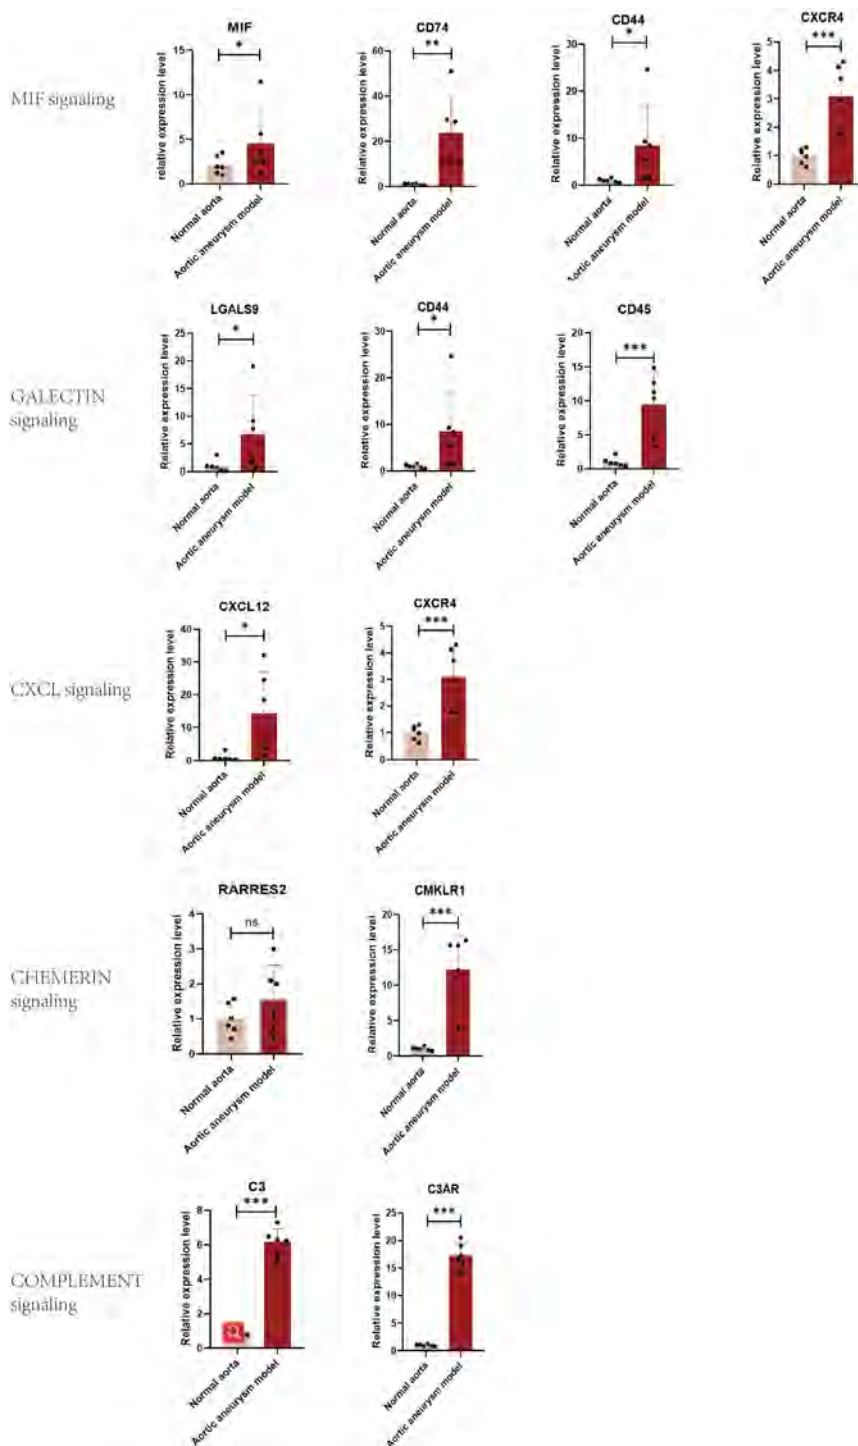 MIF signaling
MIF
*
relative expression level
15
10
5
0
Normal aorta
Aortic aneurysm model
CD74
**
Relative expression level
60
40
20
0
Normal aorta
Aortic aneurysm model
CD44
*
Relative expression level
30
20
10
0
Normal aorta
Aortic aneurysm model
CXCR4
***
Relative expression level
5
4
3
2
1
0
Normal aorta
Aortic aneurysm model
GALECTIN
signaling
LGALS9
*
Relative expression level
25
20
15
10
5
0
Normal aorta
Aortic aneurysm model
CD44
*
Relative expression level
30
20
10
0
Normal aorta
Aortic aneurysm model
CD45
***
Relative expression level
20
15
10
5
0
Normal aorta
Aortic aneurysm model
CXCL signaling
CXCL12
*
Relative expression level
40
30
20
10
0
Normal aorta
Aortic aneurysm model
CXCR4
***
Relative expression level
5
4
3
2
1
0
Normal aorta
Aortic aneurysm model
CHEMERIN
signaling
RARRES2
ns
Relative expression level
4
3
2
1
0
Normal aorta
Aortic aneurysm model
CMKLR1
***
Relative expression level
20
15
10
5
0
Normal aorta
Aortic aneurysm model
COMPLEMENT
signaling
C3
***
Relative expression level
8
6
4
2
0
Normal aorta
Aortic aneurysm model
C3AR
***
Relative expression level
25
20
15
10
5
0
Normal aorta
Aortic aneurysm model